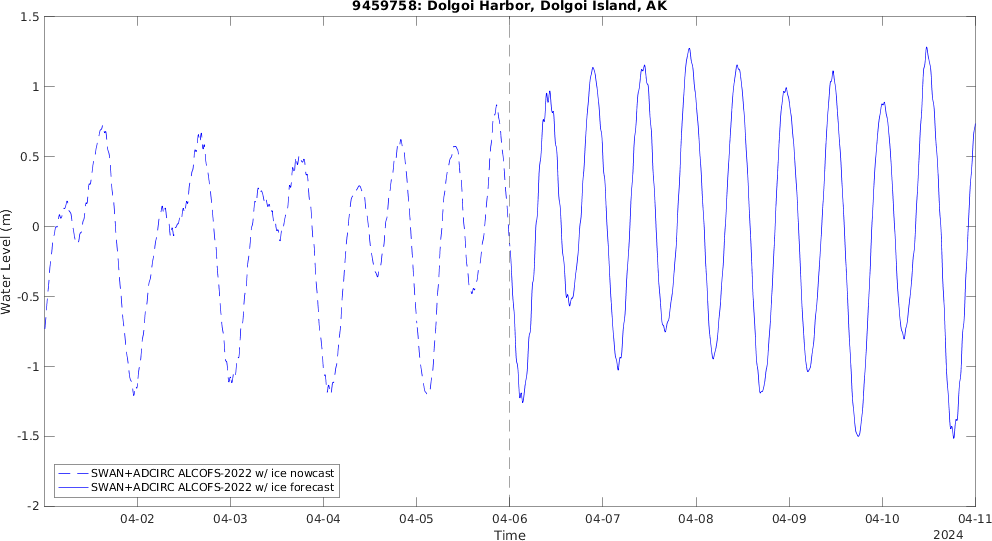 9459758: Dolgoi Harbor, Dolgoi Island, AK
1.5
1
0.5
0
-0.5
-1
-1.5
-2
Water Level (m)
SWAN+ADCIRC ALCOFS-2022 w/ ice nowcast
SWAN+ADCIRC ALCOFS-2022 w/ ice forecast
04-02 04-03 04-04 04-05 04-06 04-07 04-08 04-09 04-10 04-11
Time
2024